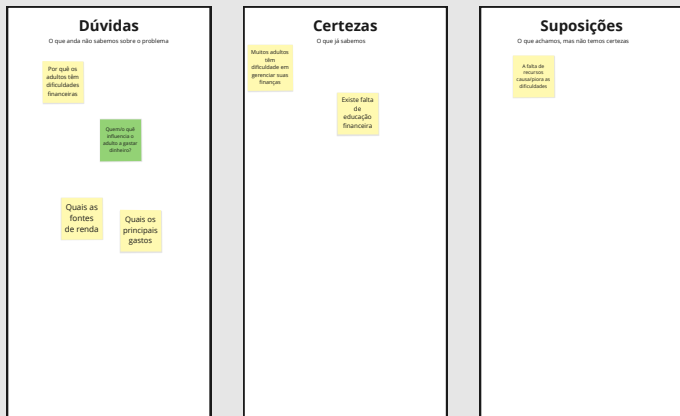 Dúvidas
O que anda não sabemos sobre o problema
Por quê os
adultos têm
dificuldades
financeiras
Quem/o quê
influencia o
adulto a gastar
dinheiro?
Quais as
fontes
de renda
Quais os
principais
gastos
Certezas
O que já sabemos
Muitos adultos
têm
dificuldade em
gerenciar suas
finanças
Existe falta
de
educação
financeira
Suposições
O que achamos, mas não temos certezas
A falta de
recursos
causa/piora as
dificuldades